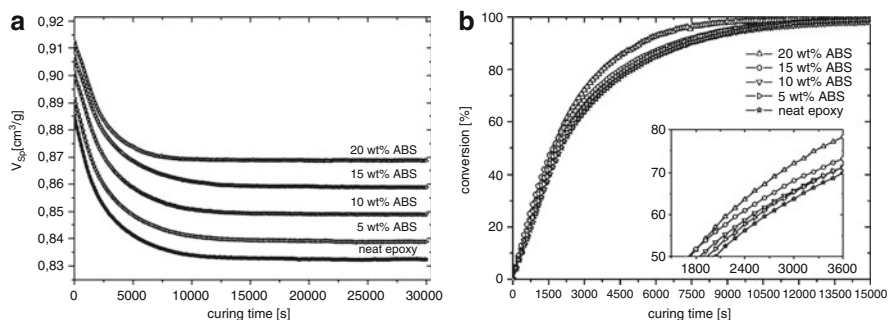 a
0,92
0,91
0,90
0,89
0,88
0,87
0,86
0,85
0,84
0,83
V_Sp[cm³/g]
20 wt% ABS
15 wt% ABS
10 wt% ABS
5 wt% ABS
neat epoxy
0 5000 10000 15000 20000 25000 30000
curing time [s]
b
100
80
60
40
20
0
conversion [%]
20 wt% ABS
15 wt% ABS
10 wt% ABS
5 wt% ABS
neat epoxy
80
70
60
50
1800 2400 3000 3600
0 1500 3000 4500 6000 7500 9000 10500 12000 13500 15000
curing time [s]